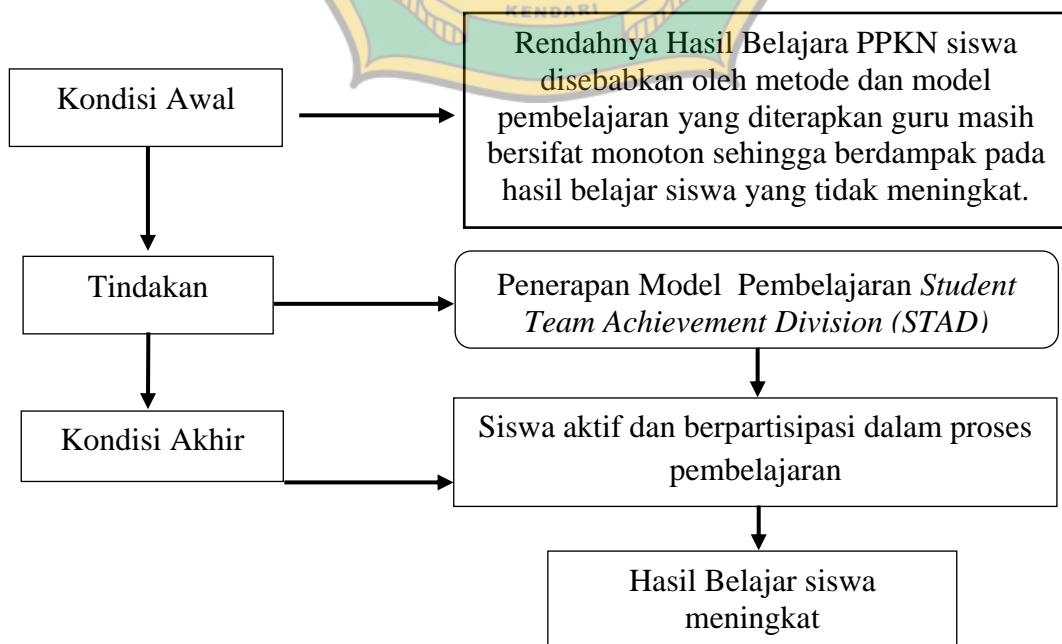 KENDARI
Rendahnya Hasil Belajara PPKN siswa
disebabkan oleh metode dan model
pembelajaran yang diterapkan guru masih
bersifat monoton sehingga berdampak pada
hasil belajar siswa yang tidak meningkat.
Kondisi Awal
Tindakan
Penerapan Model Pembelajaran Student
Team Achievement Division (STAD)
Kondisi Akhir
Siswa aktif dan berpartisipasi dalam proses
pembelajaran
Hasil Belajar siswa
meningkat